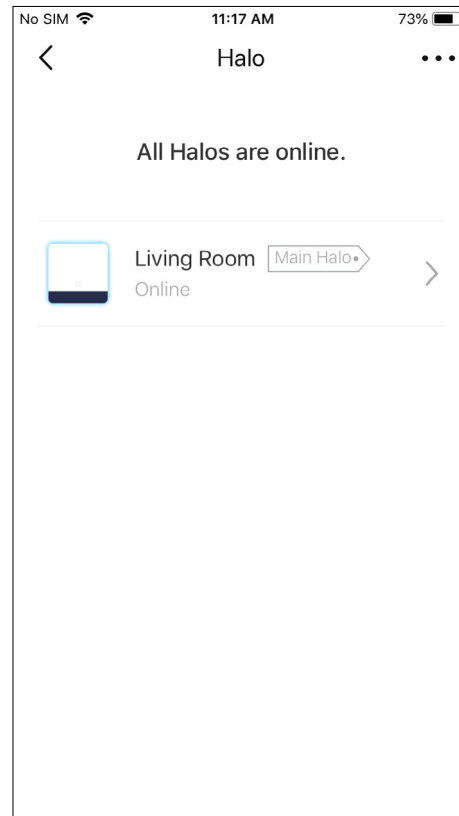 No SIM 11:17 AM 73%
Halo
All Halos are online.
Living Room Main Halo
Online